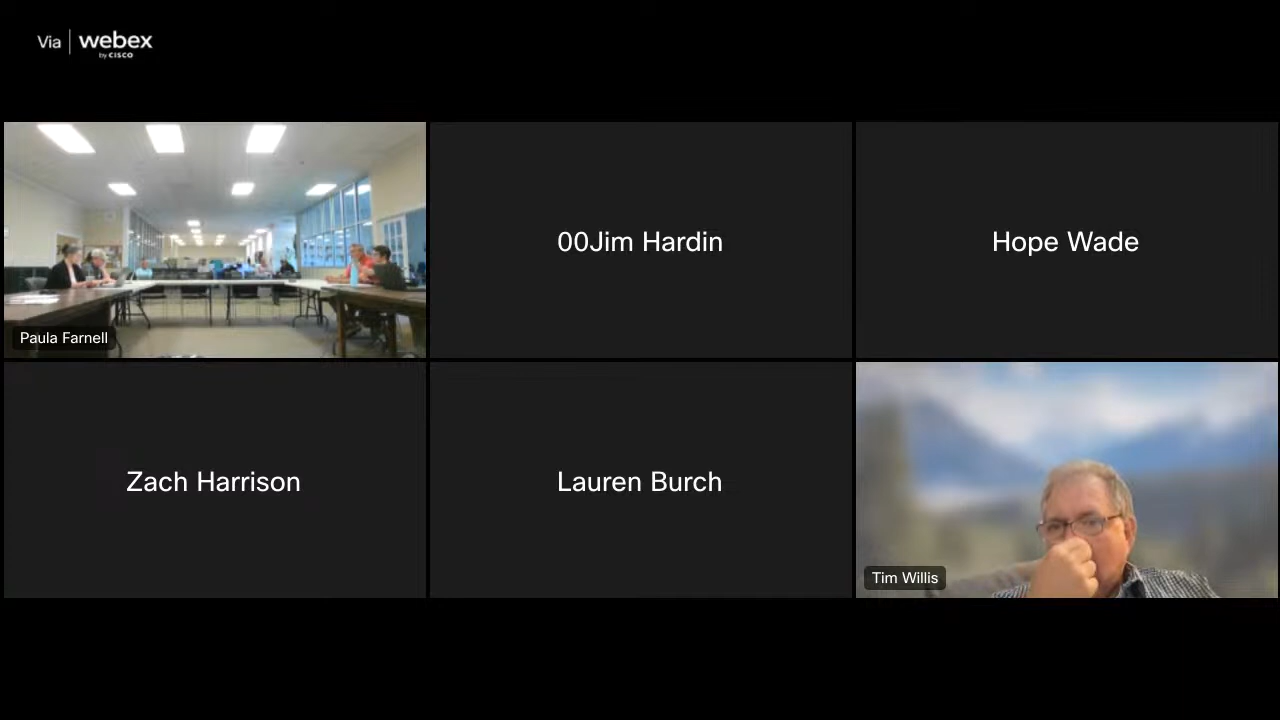 Via | webex
by CISCO
Paula Farnell
00Jim Hardin
Hope Wade
Zach Harrison
Lauren Burch
Tim Willis